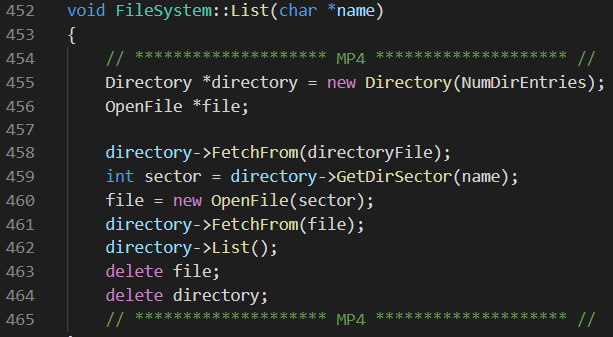 452 void FileSystem::List(char *name)
453 {
454 // ******************** MP4 ******************** //
455 Directory *directory = new Directory(NumDirEntries);
456 OpenFile *file;
457
458 directory->FetchFrom(directoryFile);
459 int sector = directory->GetDirSector(name);
460 file = new OpenFile(sector);
461 directory->FetchFrom(file);
462 directory->List();
463 delete file;
464 delete directory;
465 // ******************** MP4 ******************** //